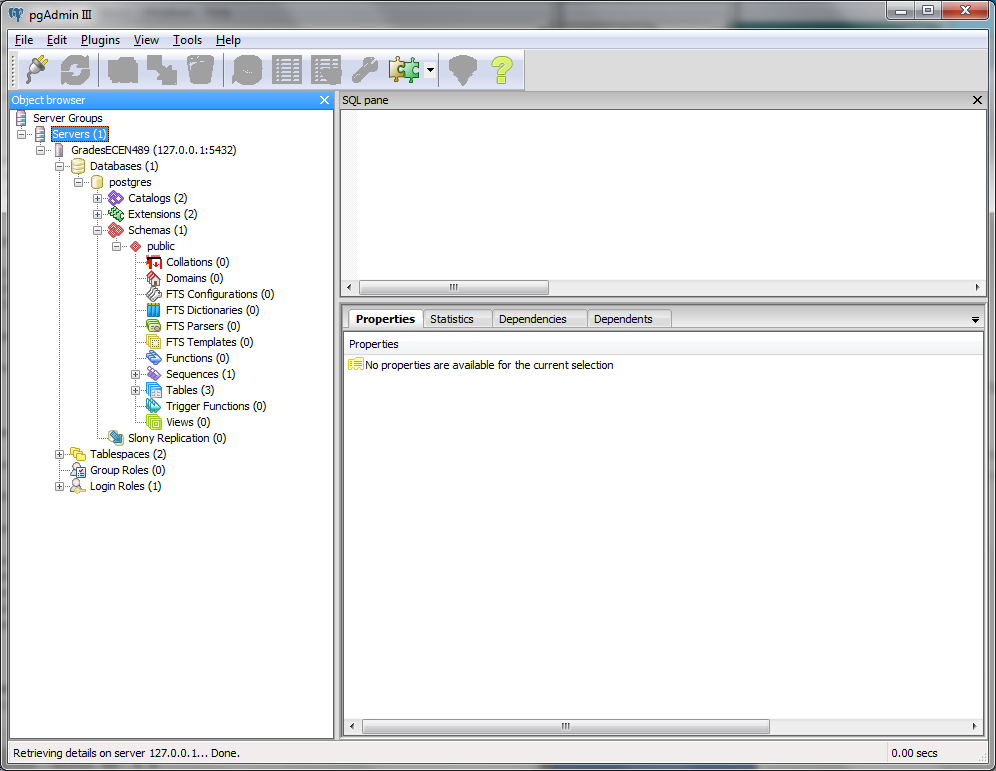 pgAdmin III
File Edit Plugins View Tools Help
Object browser
Server Groups
Servers (1)
GradesECEN489 (127.0.0.1:5432)
Databases (1)
postgres
Catalogs (2)
Extensions (2)
Schemas (1)
public
Collations (0)
Domains (0)
FTS Configurations (0)
FTS Dictionaries (0)
FTS Parsers (0)
FTS Templates (0)
Functions (0)
Sequences (1)
Tables (3)
Trigger Functions (0)
Views (0)
Slony Replication (0)
Tablespaces (2)
Group Roles (0)
Login Roles (1)
SQL pane
Properties Statistics Dependencies Dependents
Properties
No properties are available for the current selection
Retrieving details on server 127.0.0.1... Done.
0.00 secs